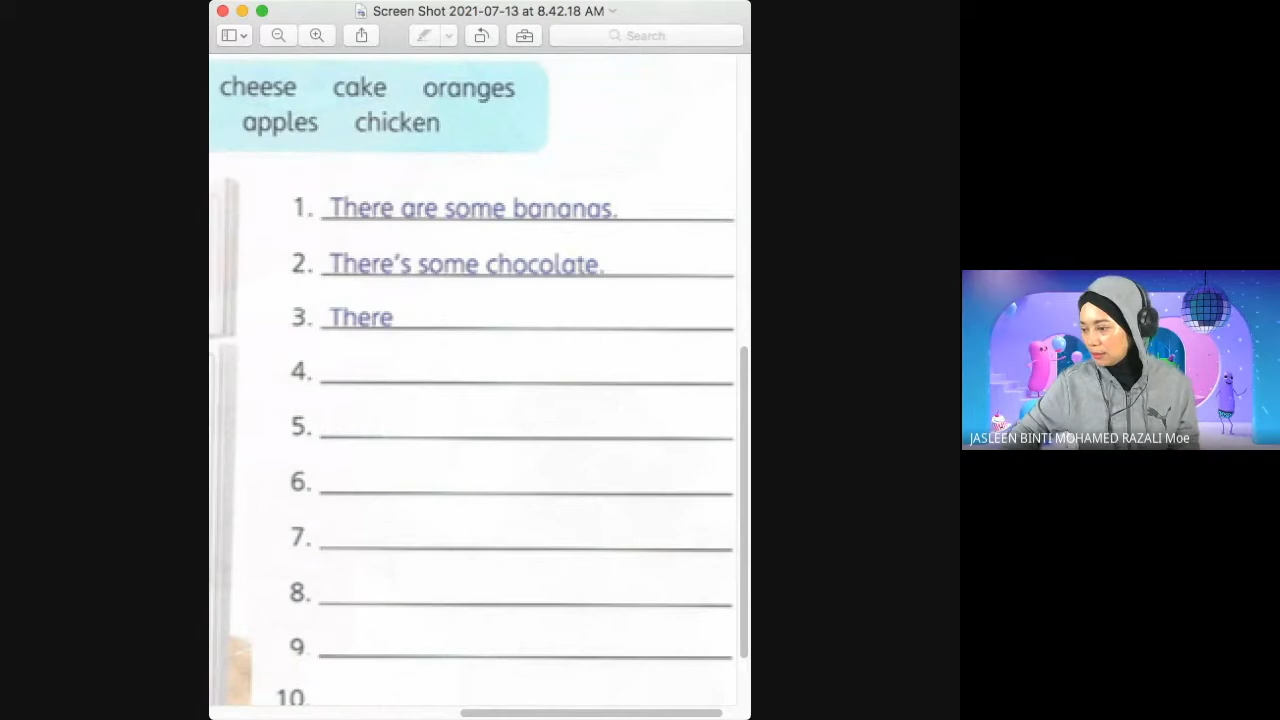 Screen Shot 2021-07-13 at 8.42.18 AM
Search
cheese cake oranges
apples chicken
1. There are some bananas.
2. There's some chocolate.
3. There
4.
5.
6.
7.
8.
9.
10.
JASLEEN BINTI MOHAMED RAZALI Moe